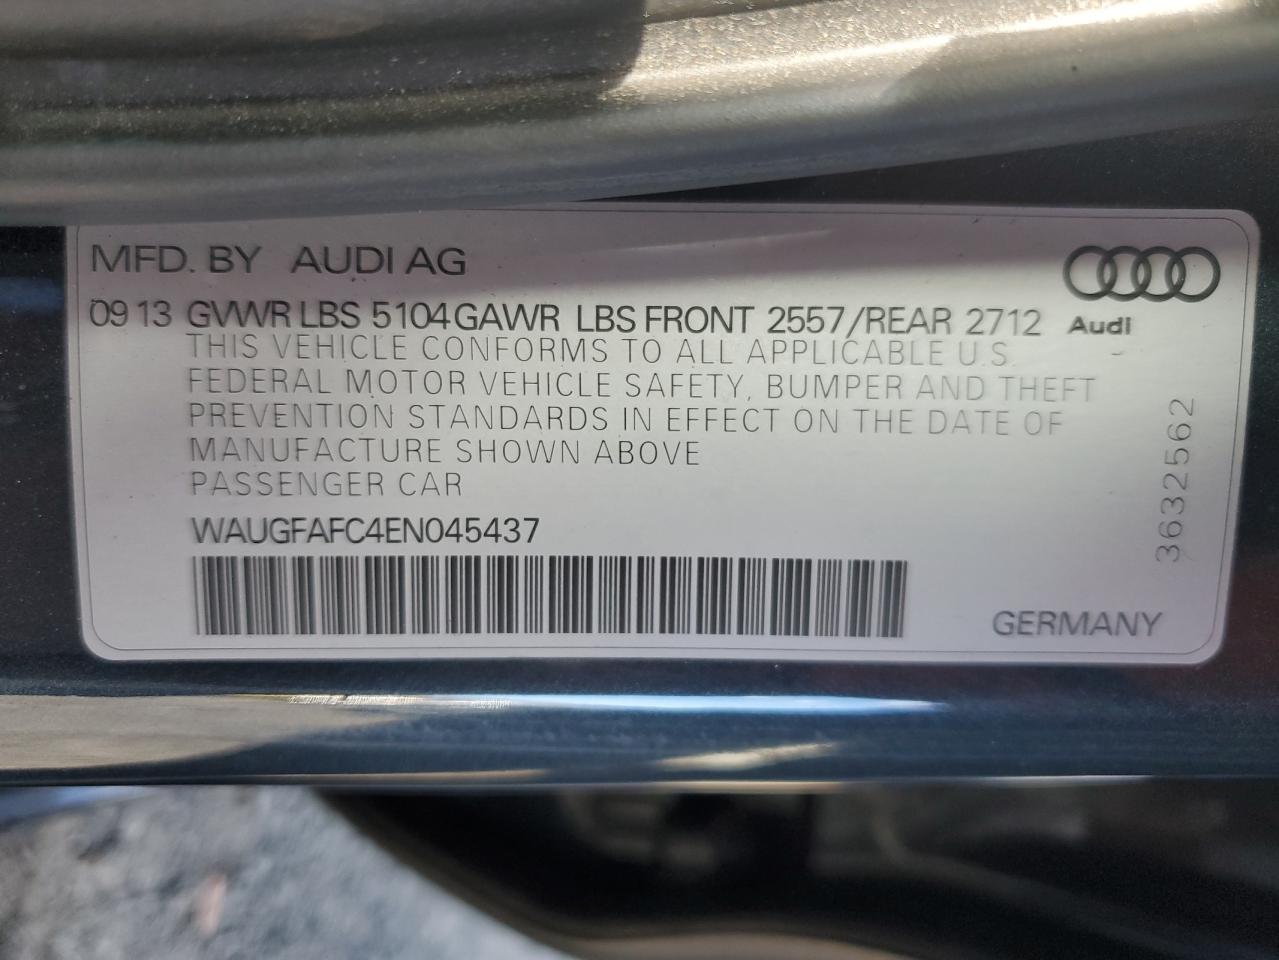 MFD. BY AUDI AG
09 13 GVWR LBS 5104 GAWR LBS FRONT 2557/REAR 2712
Audi
THIS VEHICLE CONFORMS TO ALL APPLICABLE U.S.
FEDERAL MOTOR VEHICLE SAFETY, BUMPER AND THEFT
PREVENTION STANDARDS IN EFFECT ON THE DATE OF
MANUFACTURE SHOWN ABOVE
PASSENGER CAR
WAUGFAFC4EN045437
3632562
GERMANY